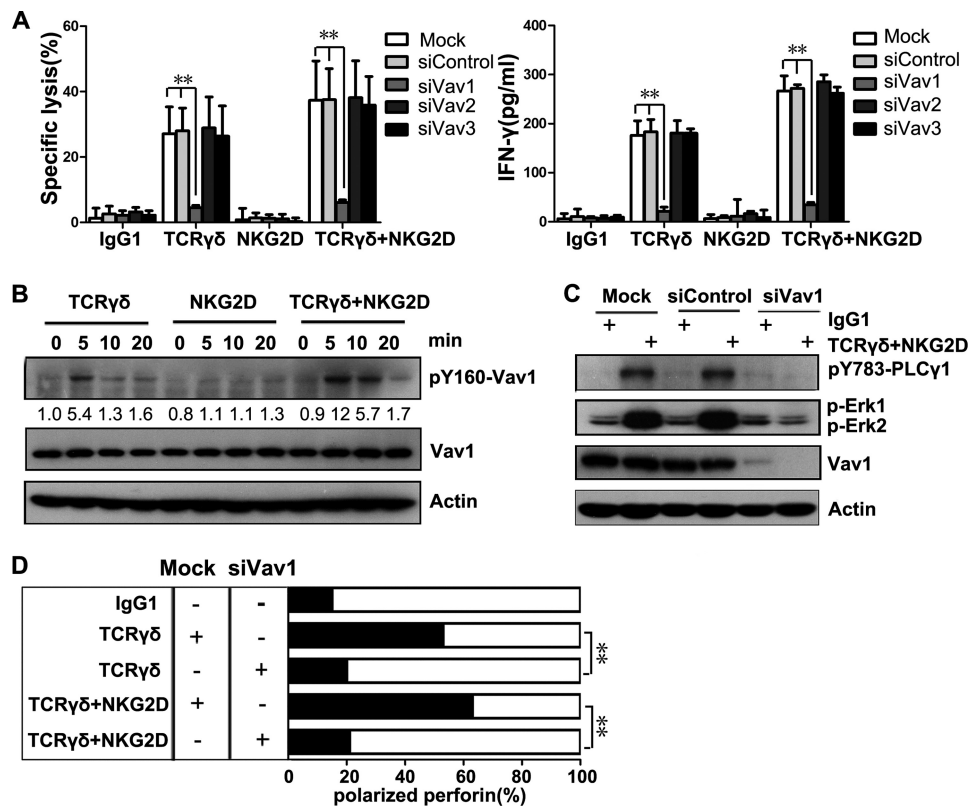 A
Specific lysis(%)
60
40
20
0
**
**
Mock
siControl
siVav1
siVav2
siVav3
IgG1 TCRγδ NKG2D TCRγδ+NKG2D
IFN-γ(pg/ml)
400
300
200
100
0
**
**
Mock
siControl
siVav1
siVav2
siVav3
IgG1 TCRγδ NKG2D TCRγδ+NKG2D
B
TCRγδ NKG2D TCRγδ+NKG2D
0 5 10 20 0 5 10 20 0 5 10 20 min
pY160-Vav1
1.0 5.4 1.3 1.6 0.8 1.1 1.1 1.3 0.9 12 5.7 1.7
Vav1
Actin
C
Mock siControl siVav1
+ + + IgG1
+ + + TCRγδ+NKG2D
pY783-PLCγ1
p-Erk1
p-Erk2
Vav1
Actin
D
Mock siVav1
IgG1 - -
TCRγδ + -
TCRγδ - +
**
TCRγδ+NKG2D + -
TCRγδ+NKG2D - +
**
0 20 40 60 80 100
polarized perforin(%)